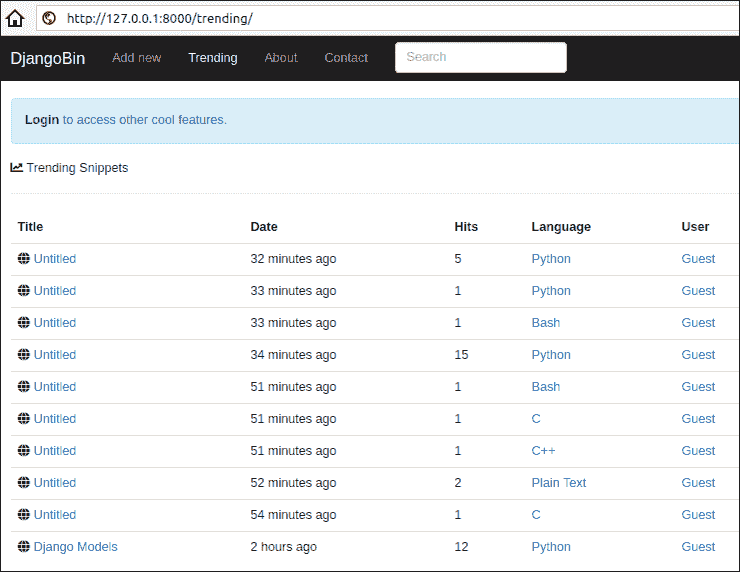 http://127.0.0.1:8000/trending/
DjangoBin Add new Trending About Contact Search
Login to access other cool features.
Trending Snippets
Title Date Hits Language User
Untitled 32 minutes ago 5 Python Guest
Untitled 33 minutes ago 1 Python Guest
Untitled 33 minutes ago 1 Bash Guest
Untitled 34 minutes ago 15 Python Guest
Untitled 51 minutes ago 1 Bash Guest
Untitled 51 minutes ago 1 C Guest
Untitled 51 minutes ago 1 C++ Guest
Untitled 52 minutes ago 2 Plain Text Guest
Untitled 54 minutes ago 1 C Guest
Django Models 2 hours ago 12 Python Guest